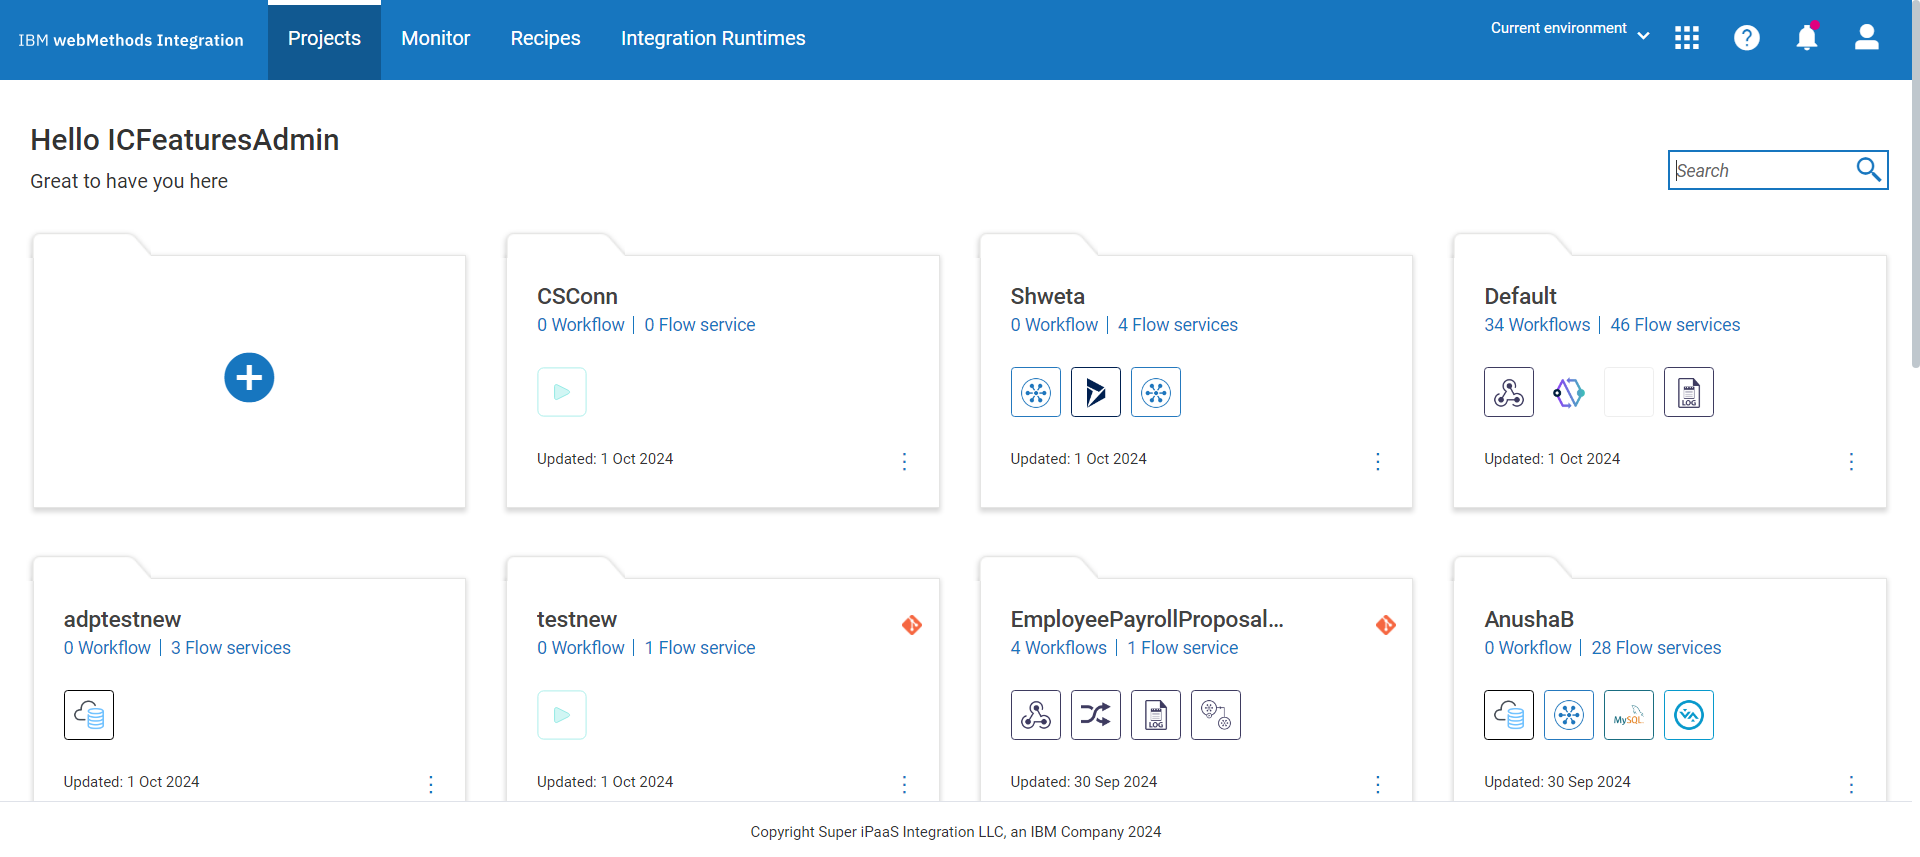 IBM webMethods Integration
Projects
Monitor
Recipes
Integration Runtimes
Current environment
Hello ICFeaturesAdmin
Great to have you here
Search
CSConn
0 Workflow | 0 Flow service
Updated: 1 Oct 2024
Shweta
0 Workflow | 4 Flow services
Updated: 1 Oct 2024
Default
34 Workflows | 46 Flow services
LOG
Updated: 1 Oct 2024
adptestnew
0 Workflow | 3 Flow services
Updated: 1 Oct 2024
testnew
0 Workflow | 1 Flow service
Updated: 1 Oct 2024
EmployeePayrollProposal...
4 Workflows | 1 Flow service
LOG
Updated: 30 Sep 2024
AnushaB
0 Workflow | 28 Flow services
MySQL
Updated: 30 Sep 2024
Copyright Super iPaaS Integration LLC, an IBM Company 2024